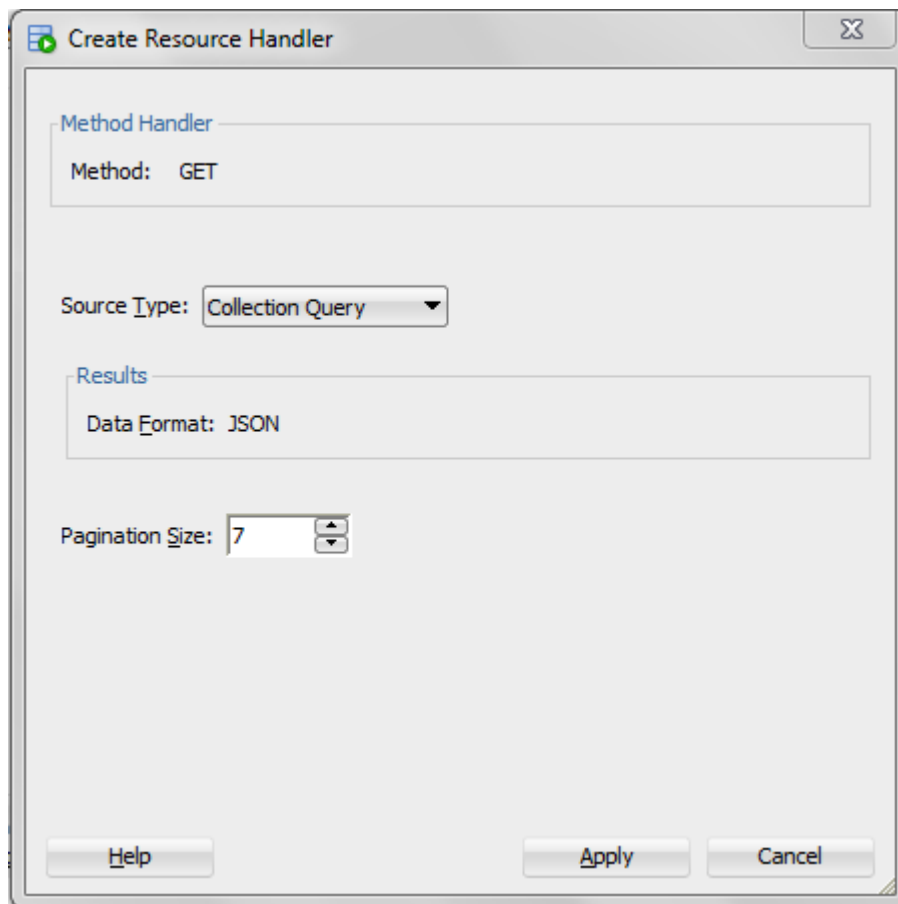 Create Resource Handler
Method Handler
Method: GET
Source Type: Collection Query
Results
Data Format: JSON
Pagination Size: 7
Help Apply Cancel